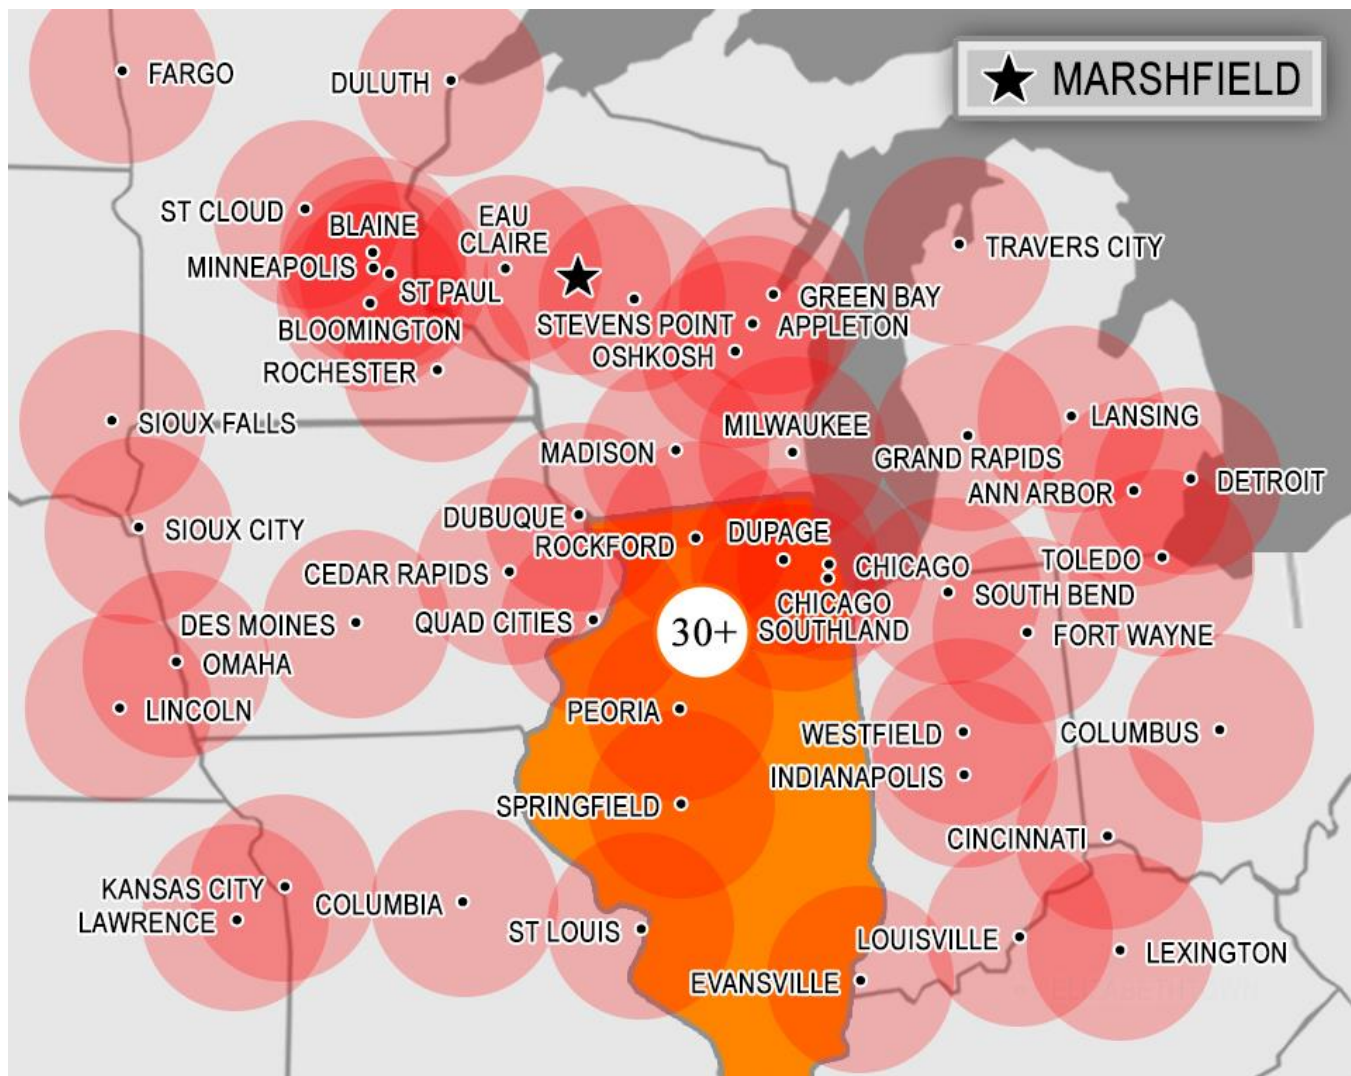 MARSHFIELD
FARGO
DULUTH
ST CLOUD
BLAINE
EAU
CLAIRE
MINNEAPOLIS
ST PAUL
BLOOMINGTON
TRAVERS CITY
GREEN BAY
STEVENS POINT
APPLETON
OSHKOSH
ROCHESTER
SIOUX FALLS
MADISON
MILWAUKEE
LANSING
GRAND RAPIDS
ANN ARBOR
DETROIT
SIOUX CITY
DUBUQUE
ROCKFORD
DUPAGE
CHICAGO
TOLEDO
CEDAR RAPIDS
CHICAGO
SOUTHLAND
SOUTH BEND
DES MOINES
QUAD CITIES
30+
FORT WAYNE
OMAHA
LINCOLN
PEORIA
WESTFIELD
COLUMBUS
INDIANAPOLIS
SPRINGFIELD
CINCINNATI
KANSAS CITY
LAWRENCE
COLUMBIA
ST LOUIS
LOUISVILLE
LEXINGTON
EVANSVILLE
ELIZABETHTOWN